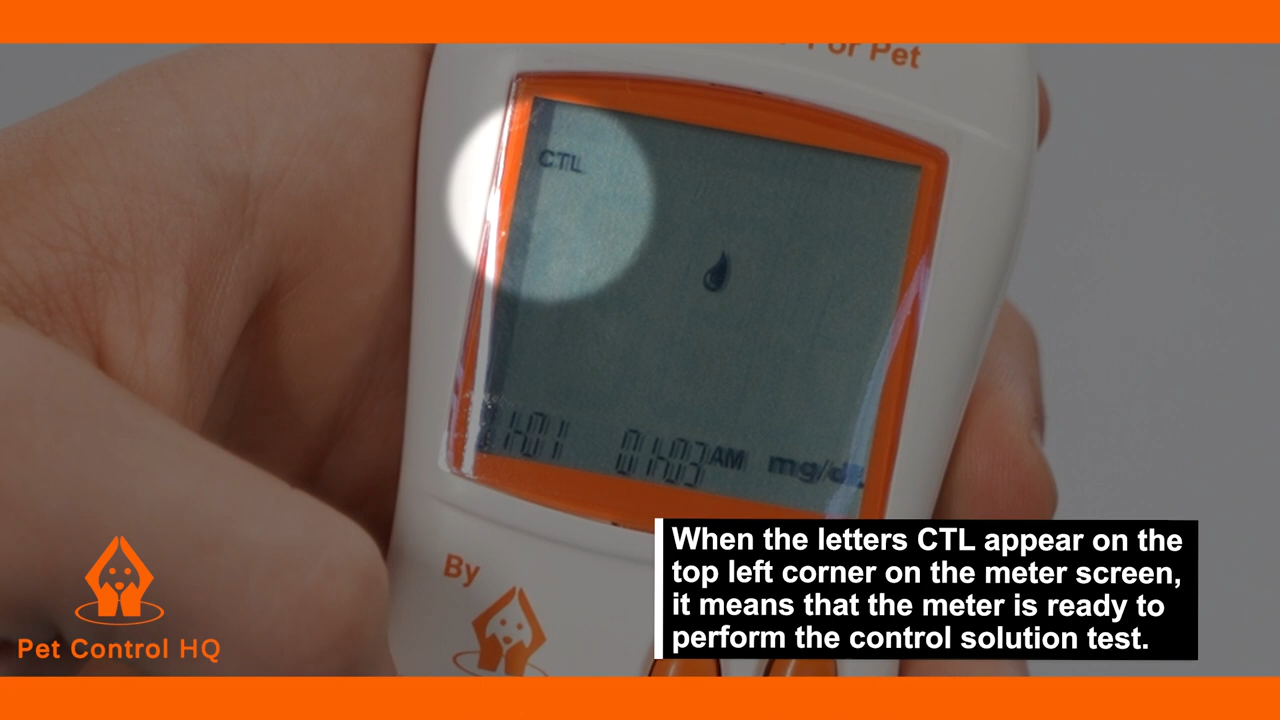 For Pet
CTL
AM mg/dL
By
When the letters CTL appear on the
top left corner on the meter screen,
it means that the meter is ready to
perform the control solution test.
Pet Control HQ